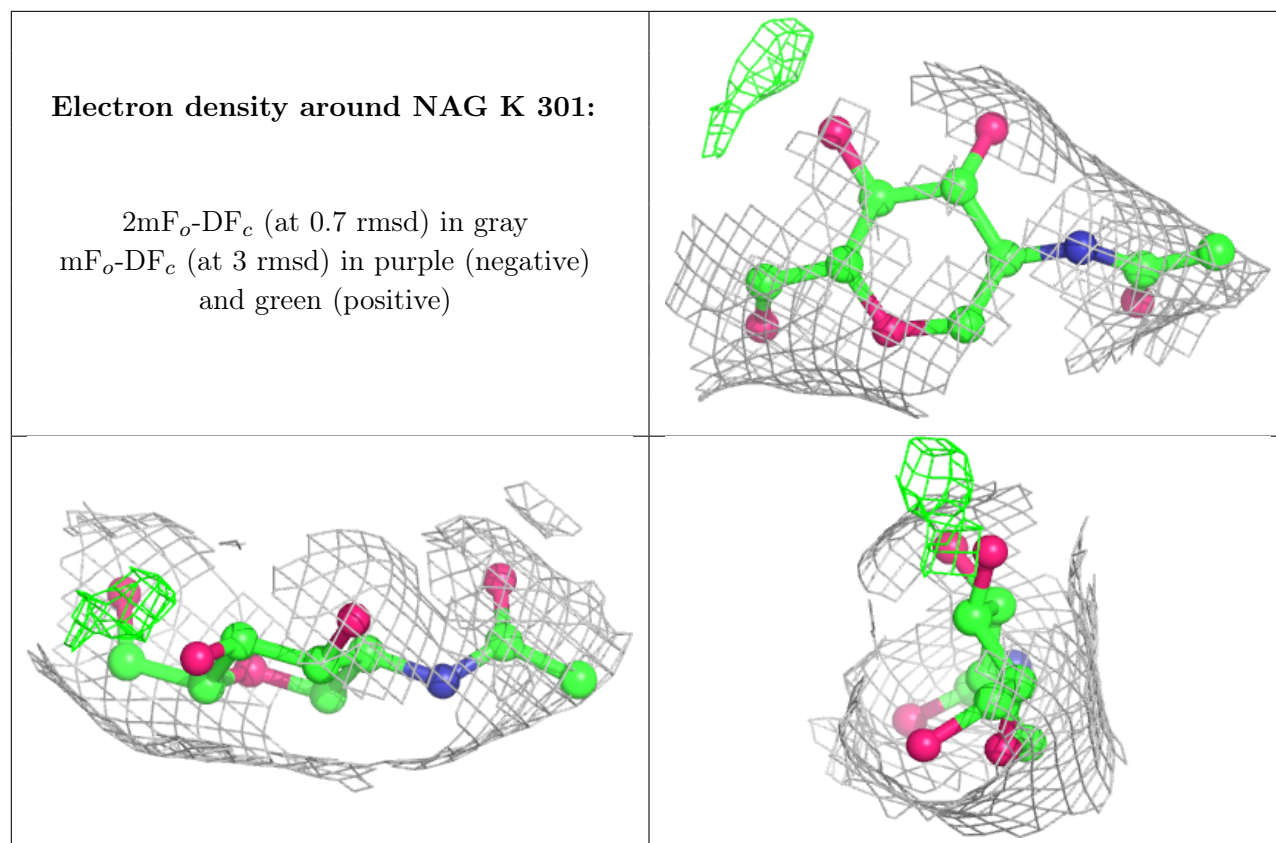 Electron density around NAG K 301:
2mFo-DFc (at 0.7 rmsd) in gray
mFo-DFc (at 3 rmsd) in purple (negative)
and green (positive)